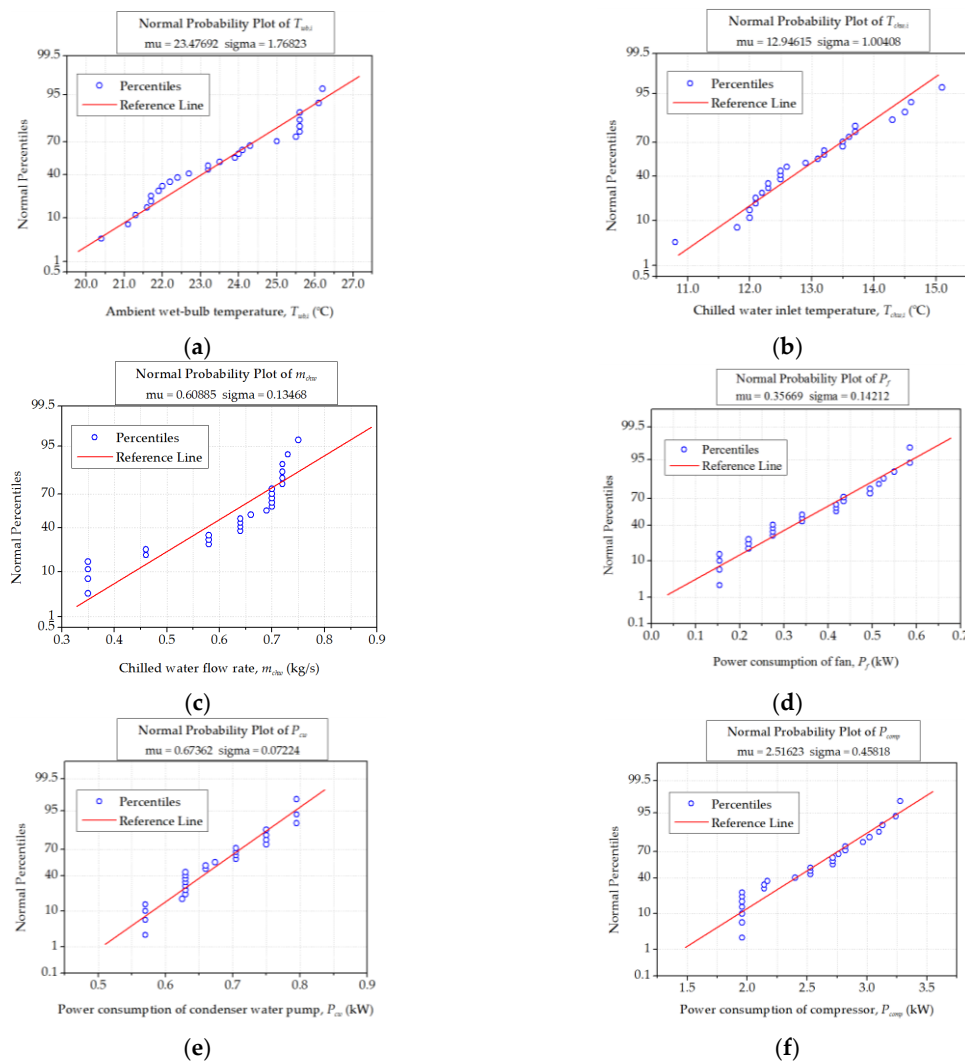 Normal Probability Plot of T_wb,i
mu = 23.47692 sigma = 1.76823
99.5
95
70
40
10
1
0.5
Normal Percentiles
Percentiles
Reference Line
20.0 21.0 22.0 23.0 24.0 25.0 26.0 27.0
Ambient wet-bulb temperature, T_wb,i (°C)
(a)
Normal Probability Plot of T_chw,i
mu = 12.94615 sigma = 1.00408
99.5
95
70
40
10
1
0.5
Normal Percentiles
Percentiles
Reference Line
11.0 12.0 13.0 14.0 15.0
Chilled water inlet temperature, T_chw,i (°C)
(b)
Normal Probability Plot of m_chw
mu = 0.60885 sigma = 0.13468
99.5
95
70
40
10
1
0.5
Normal Percentiles
Percentiles
Reference Line
0.3 0.4 0.5 0.6 0.7 0.8 0.9
Chilled water flow rate, m_chw (kg/s)
(c)
Normal Probability Plot of P_f
mu = 0.35669 sigma = 0.14212
99.5
95
70
40
10
1
0.1
Normal Percentiles
Percentiles
Reference Line
0.0 0.1 0.2 0.3 0.4 0.5 0.6 0.2
Power consumption of fan, P_f (kW)
(d)
Normal Probability Plot of P_cw
mu = 0.67362 sigma = 0.07224
99.5
95
70
40
10
1
0.1
Normal Percentiles
Percentiles
Reference Line
0.5 0.6 0.7 0.8 0.9
Power consumption of condenser water pump, P_cw (kW)
(e)
Normal Probability Plot of P_comp
mu = 2.51623 sigma = 0.45818
99.5
95
70
40
10
1
0.1
Normal Percentiles
Percentiles
Reference Line
1.5 2.0 2.5 3.0 3.5
Power consumption of compressor, P_comp (kW)
(f)